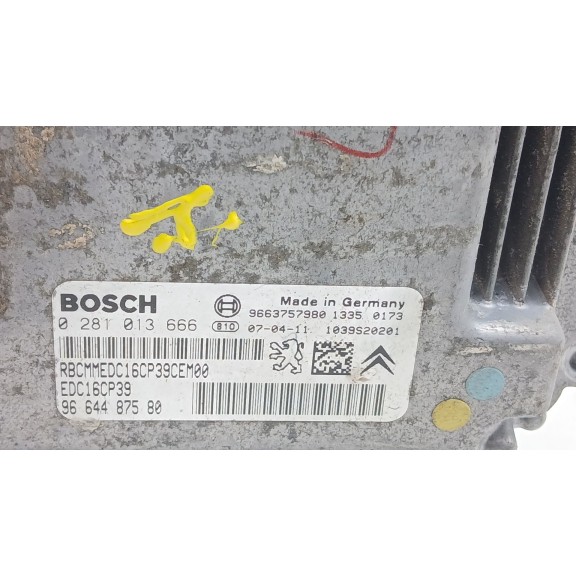 BOSCH
Made in Germany
0 281 013 666
810
9663757980 1335 0173
07-04-11 1039S20201
RBCMMEDC16CP39CEM00
EDC16CP39
96 644 875 80